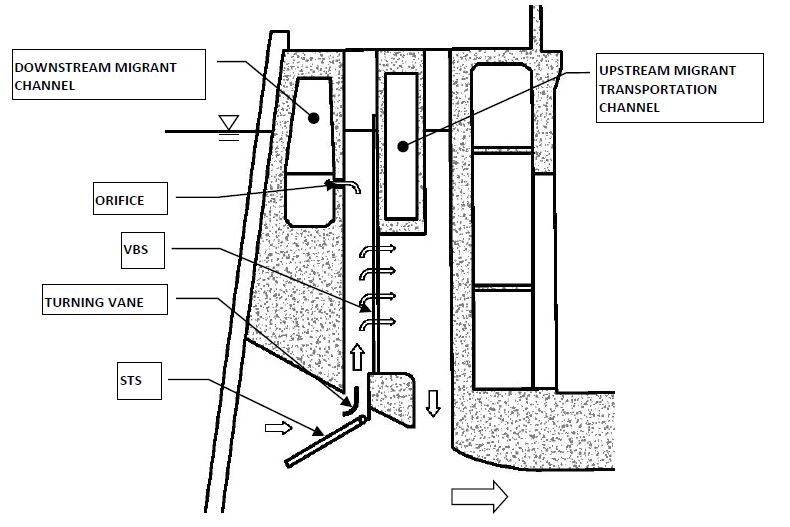 DOWNSTREAM MIGRANT
CHANNEL
UPSTREAM MIGRANT
TRANSPORTATION
CHANNEL
ORIFICE
VBS
TURNING VANE
STS